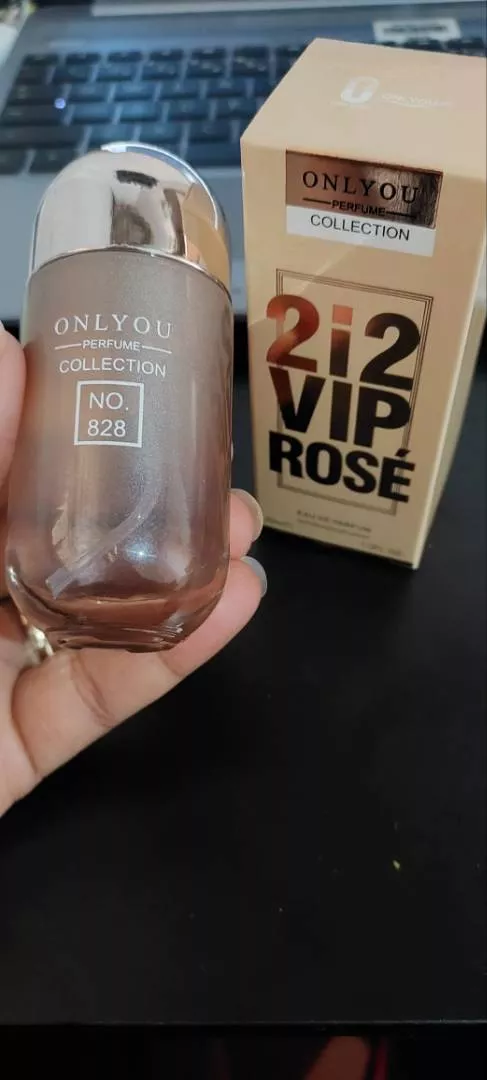 ONLYOU
PERFUME
COLLECTION
NO.
828
ONLYOU
PERFUME
COLLECTION
2i2
VIP
ROSÉ
EAU DE PARFUM